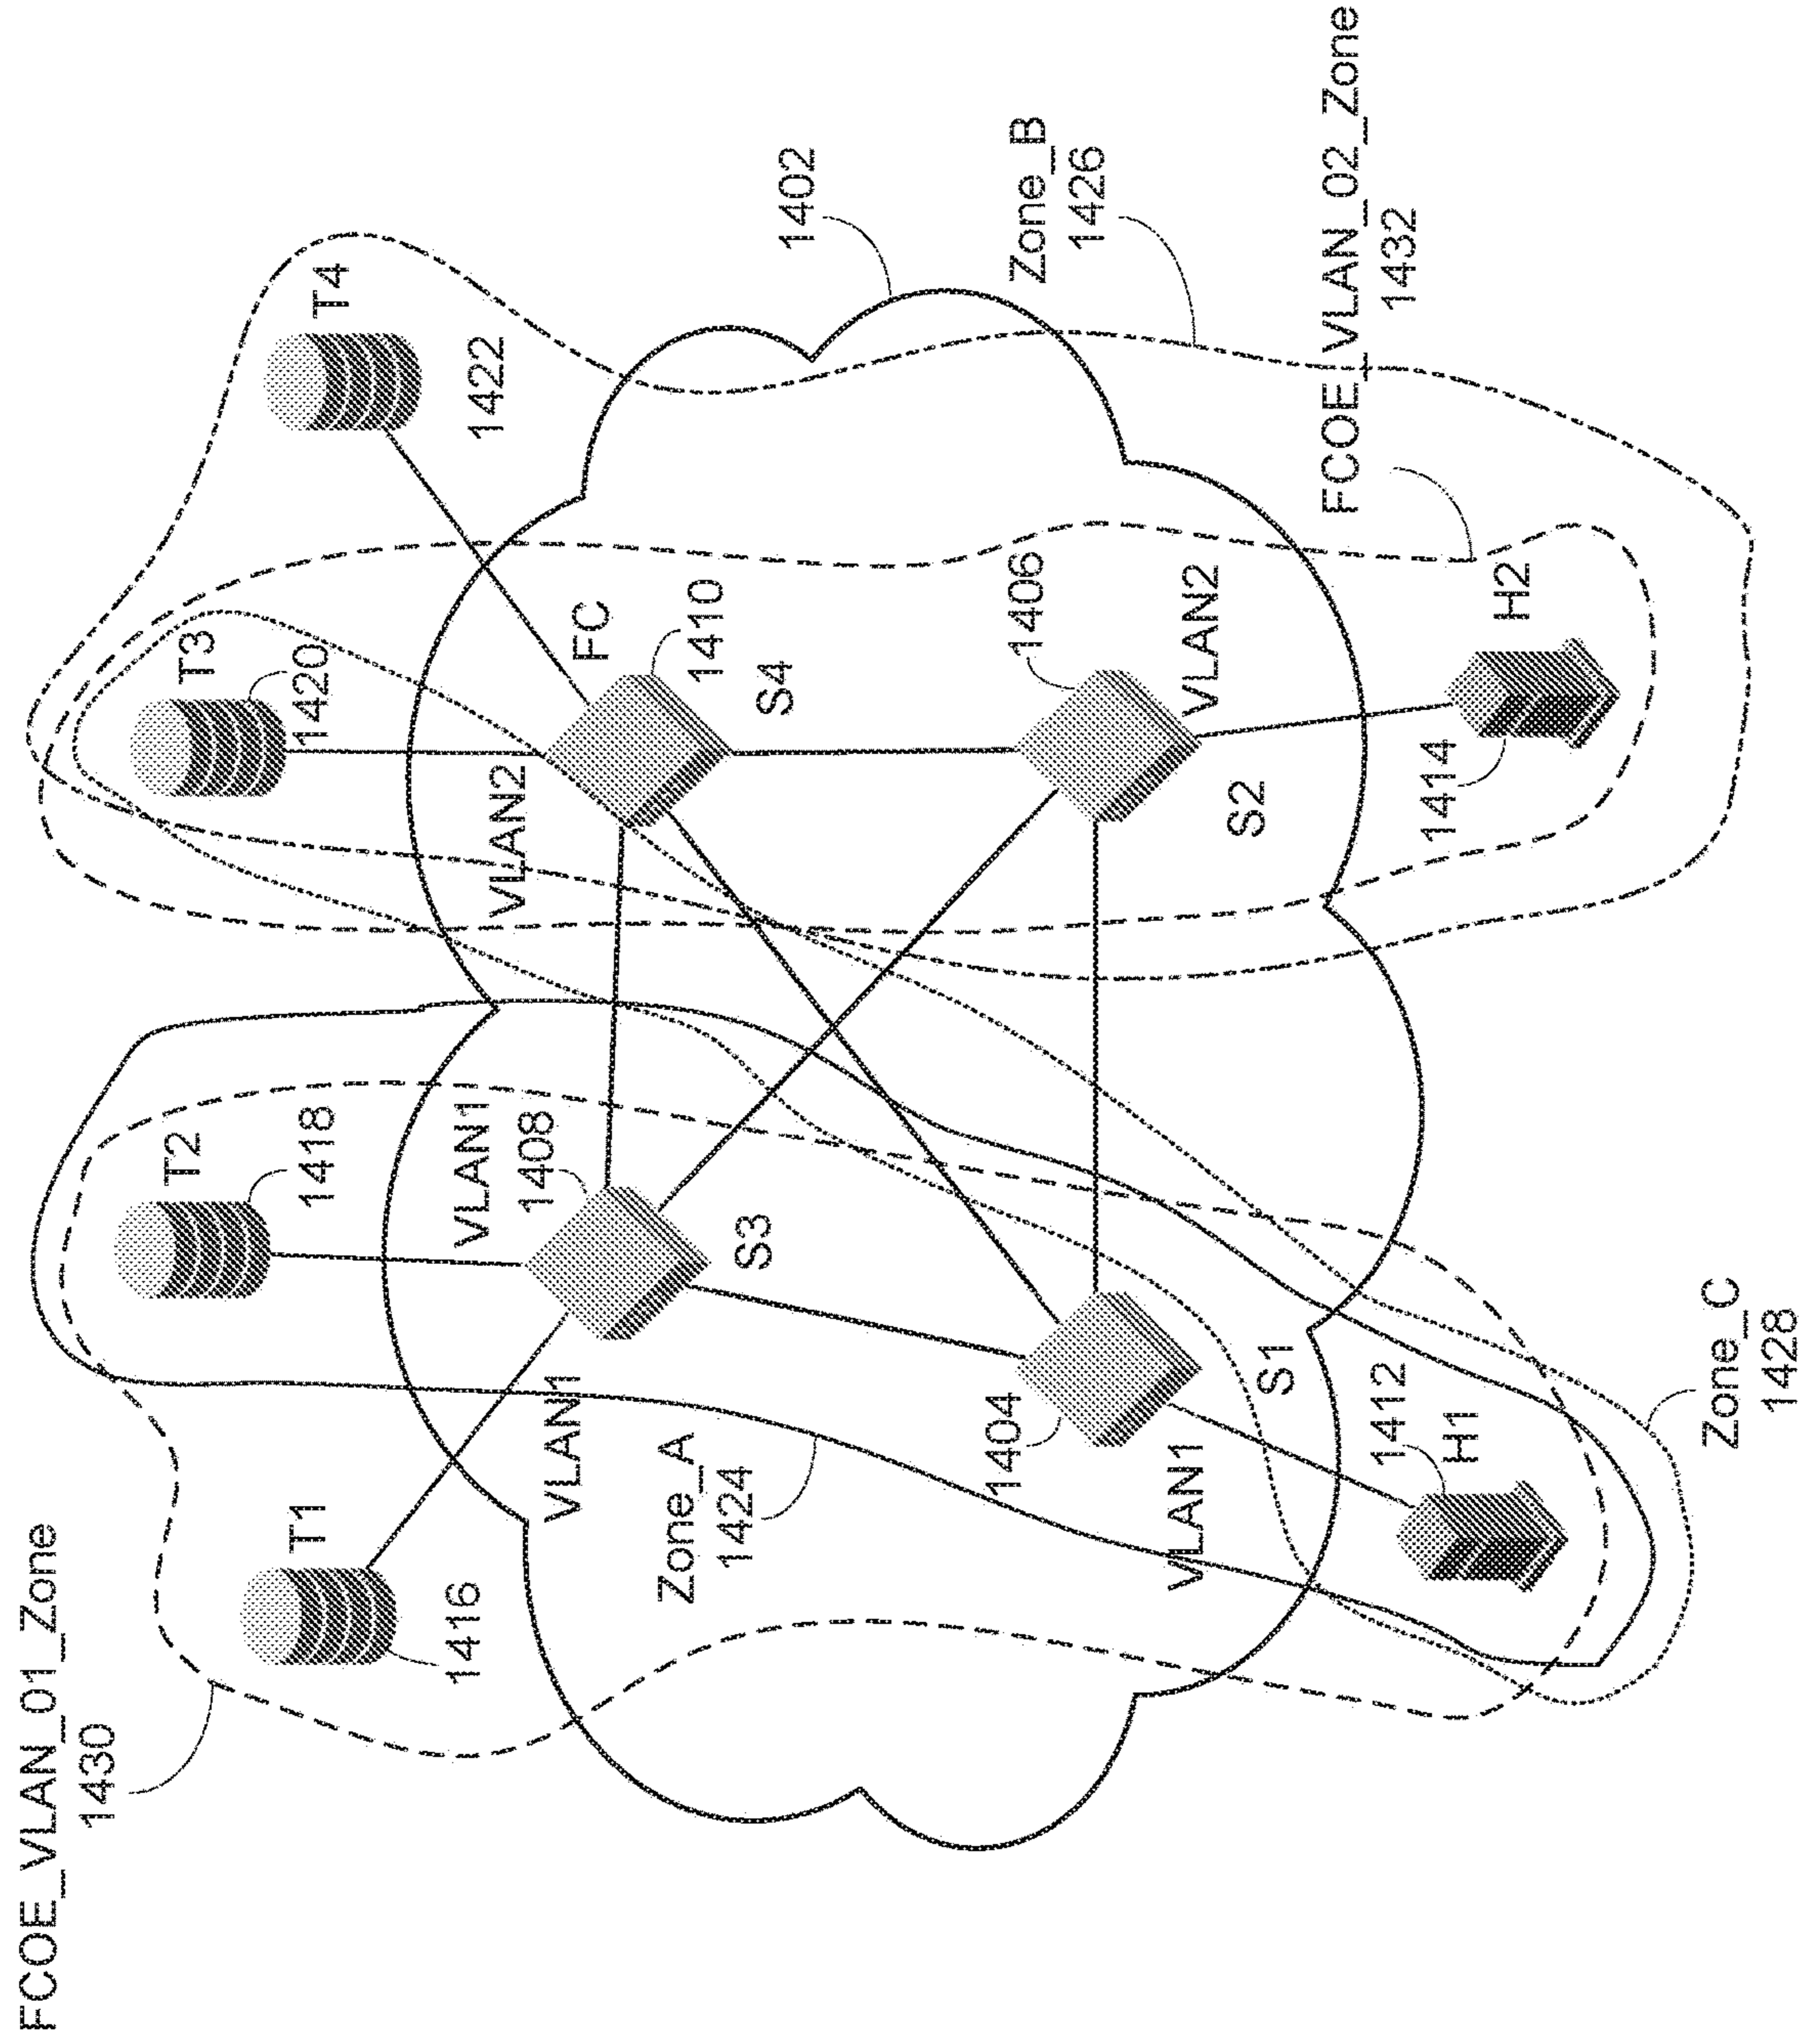 FCOE_VLAN_01_Zone
1430
T2
1418
T3
1420
T1
1416
T4
1422
VLAN1
1408
VLAN2
VLAN1
FC
1410
Zone_A
1424
S3
S4
1402
1404
1406
Zone_B
1426
VLAN1
VLAN2
S1
S2
FCOE_VLAN_02_Zone
1432
1412
H1
1414
H2
Zone_C
1428